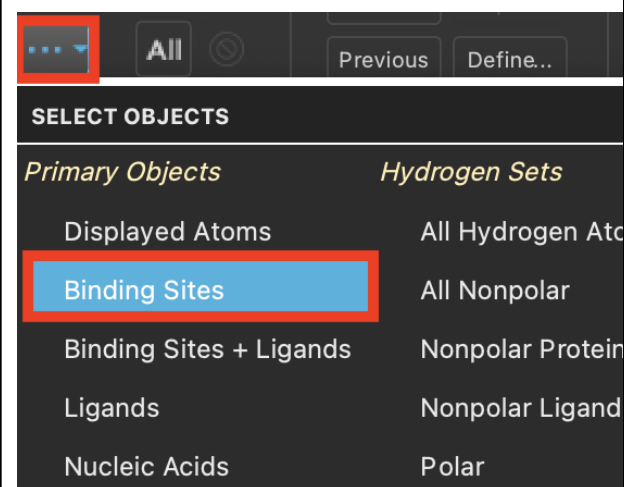 All
Previous
Define...
SELECT OBJECTS
Primary Objects
Hydrogen Sets
Displayed Atoms
All Hydrogen
Binding Sites
All Nonpolar
Binding Sites + Ligands
Nonpolar Protein
Ligands
Nonpolar Ligand
Nucleic Acids
Polar